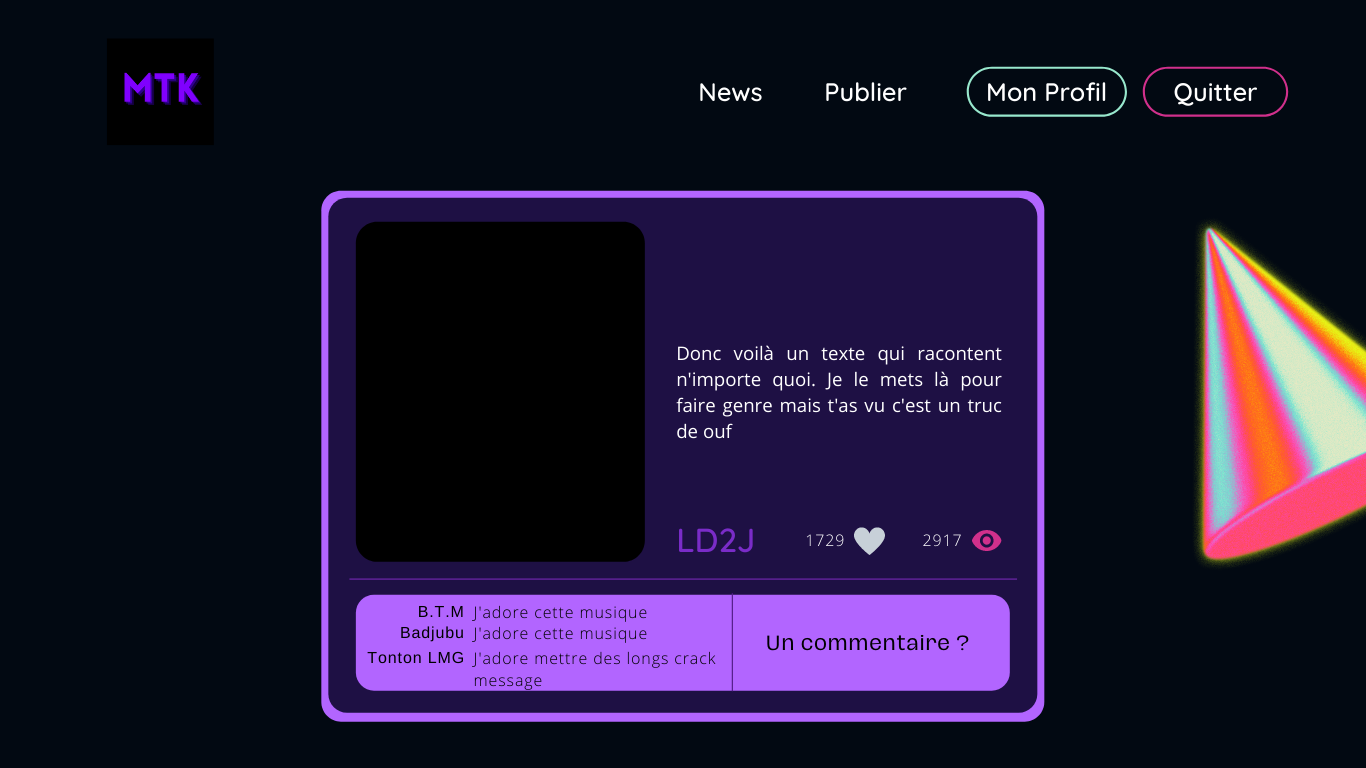 MTK
News Publier Mon Profil Quitter
Donc voilà un texte qui racontent
n'importe quoi. Je le mets là pour
faire genre mais t'as vu c'est un truc
de ouf
LD2J 1729 2917
B.T.M J'adore cette musique
Badjubu J'adore cette musique
Tonton LMG J'adore mettre des longs crack
message
Un commentaire ?